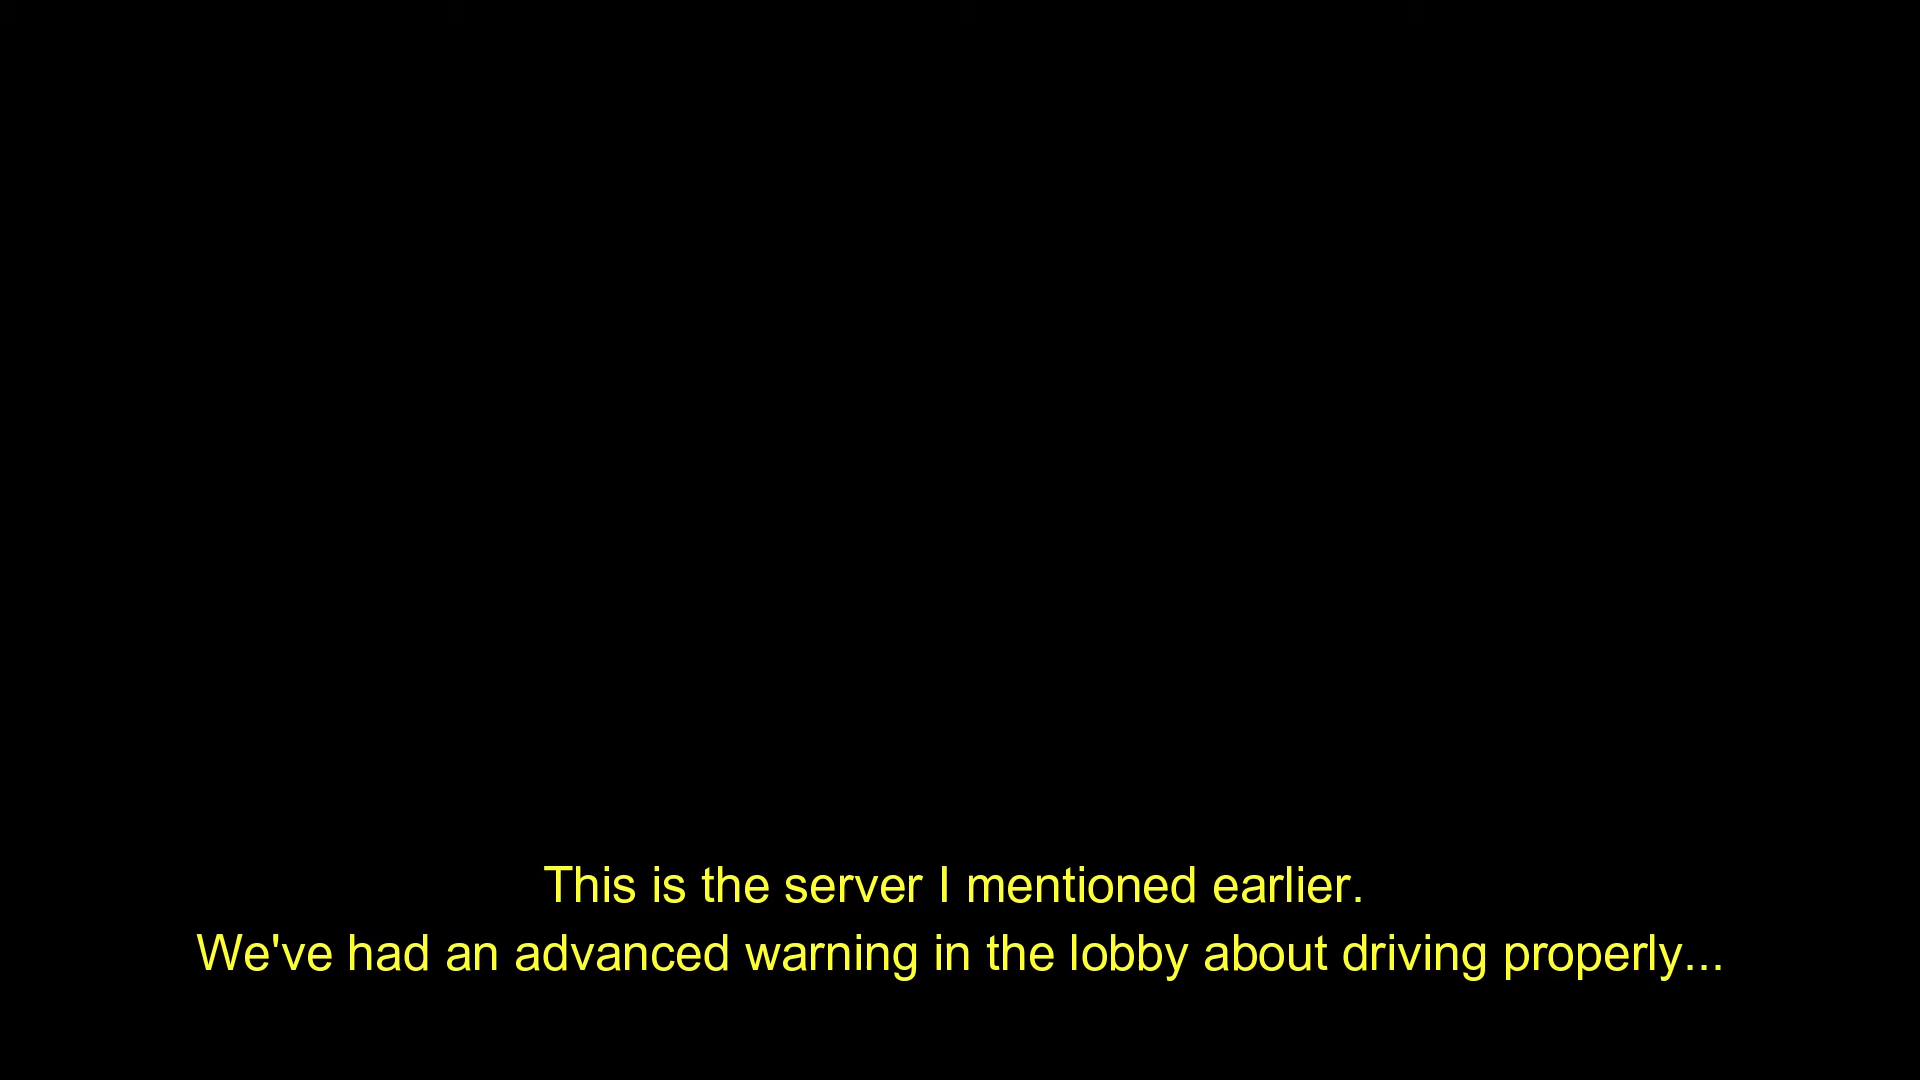 This is the server I mentioned earlier.
We've had an advanced warning in the lobby about driving properly...